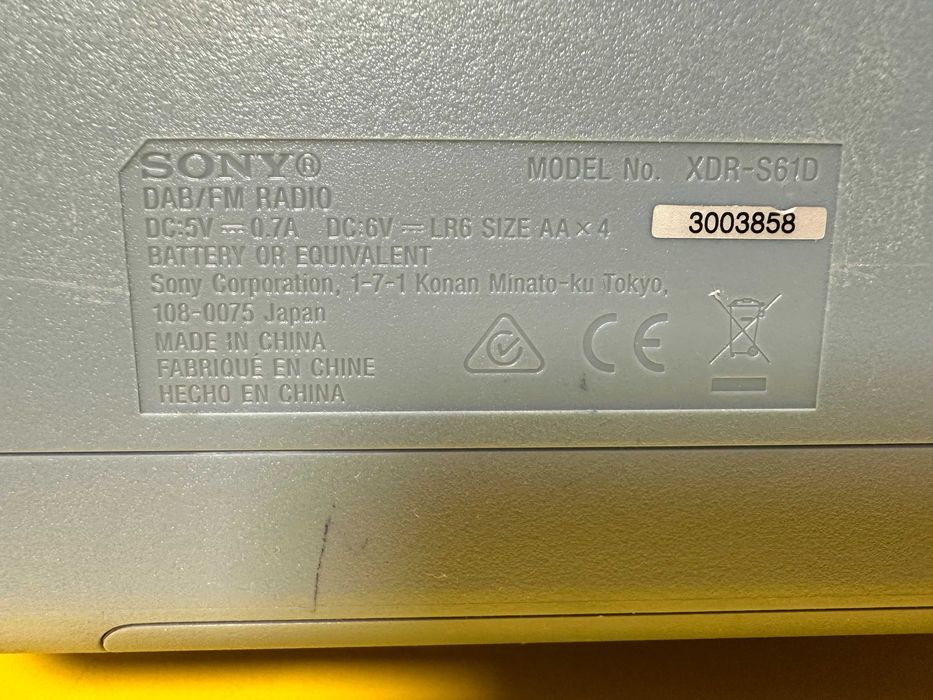 SONY® MODEL No. XDR-S61D
DAB/FM RADIO
DC:5V ⎓ 0.7A DC:6V ⎓ LR6 SIZE AA × 4 3003858
BATTERY OR EQUIVALENT
Sony Corporation, 1-7-1 Konan Minato-ku Tokyo,
108-0075 Japan
MADE IN CHINA
FABRIQUÉ EN CHINE
HECHO EN CHINA
CE